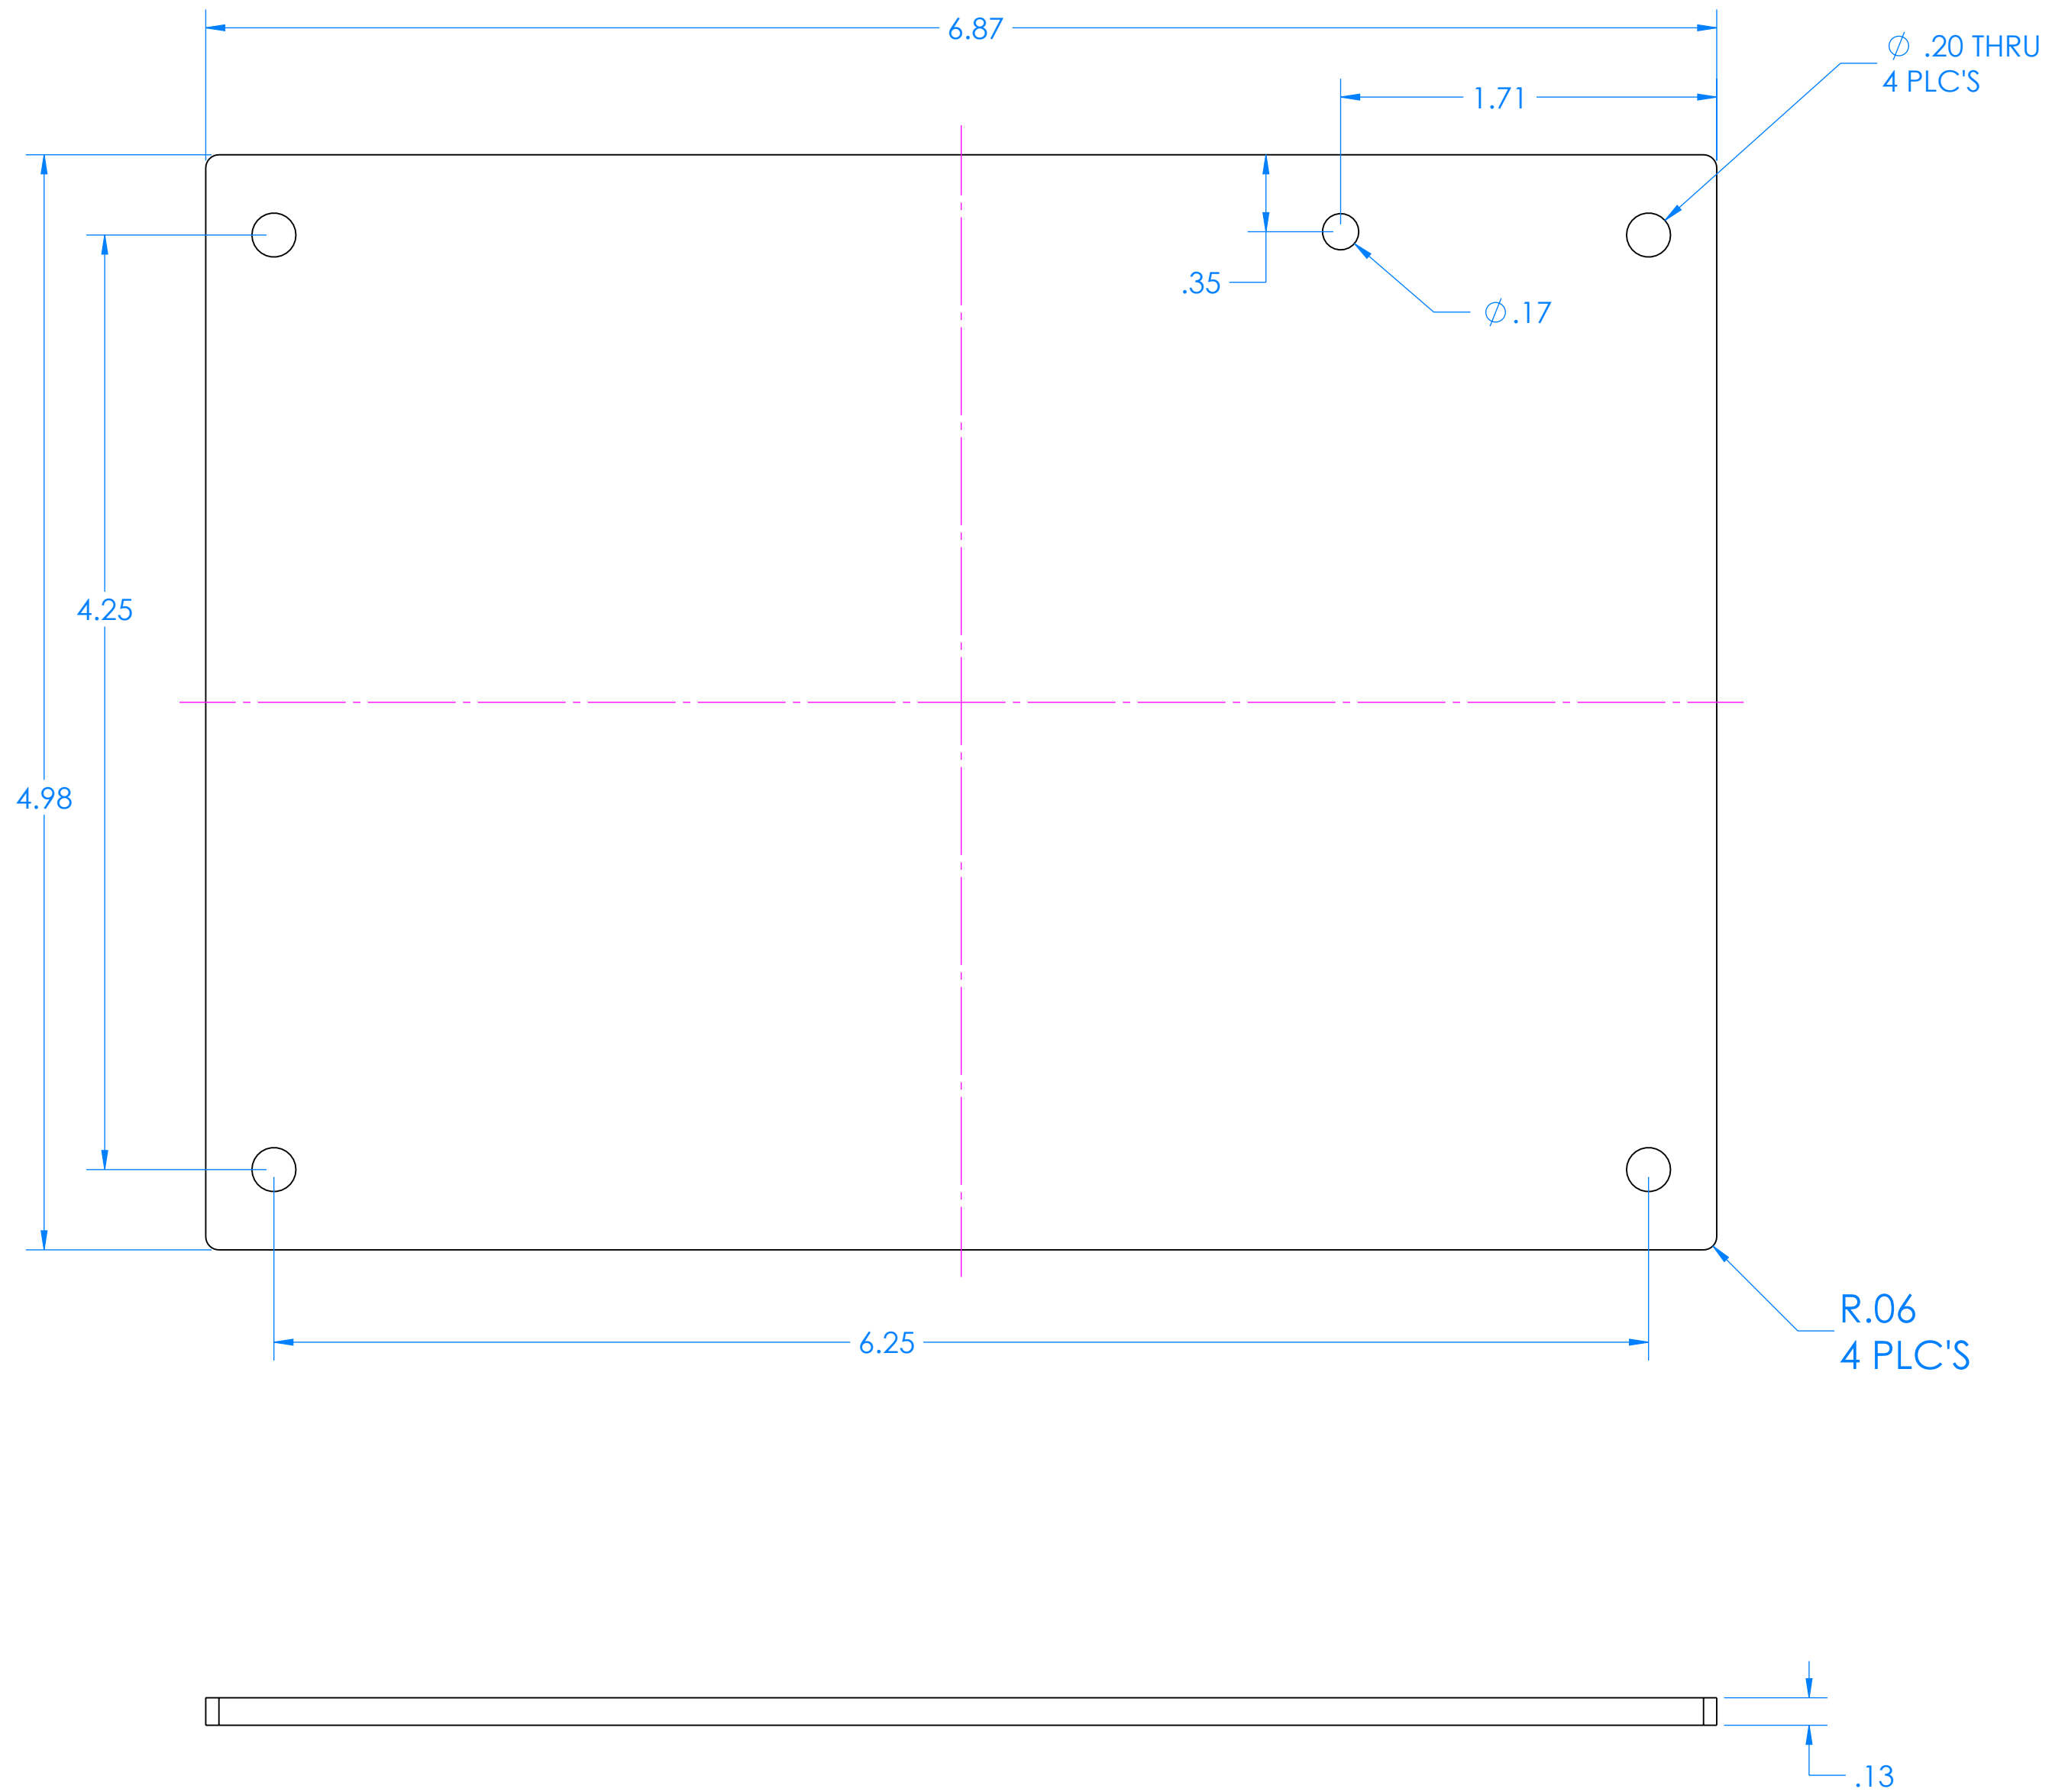 6.87
⌀ .20 THRU
4 PLC'S
1.71
.35
⌀ .17
4.25
4.98
R.06
4 PLC'S
6.25
.13